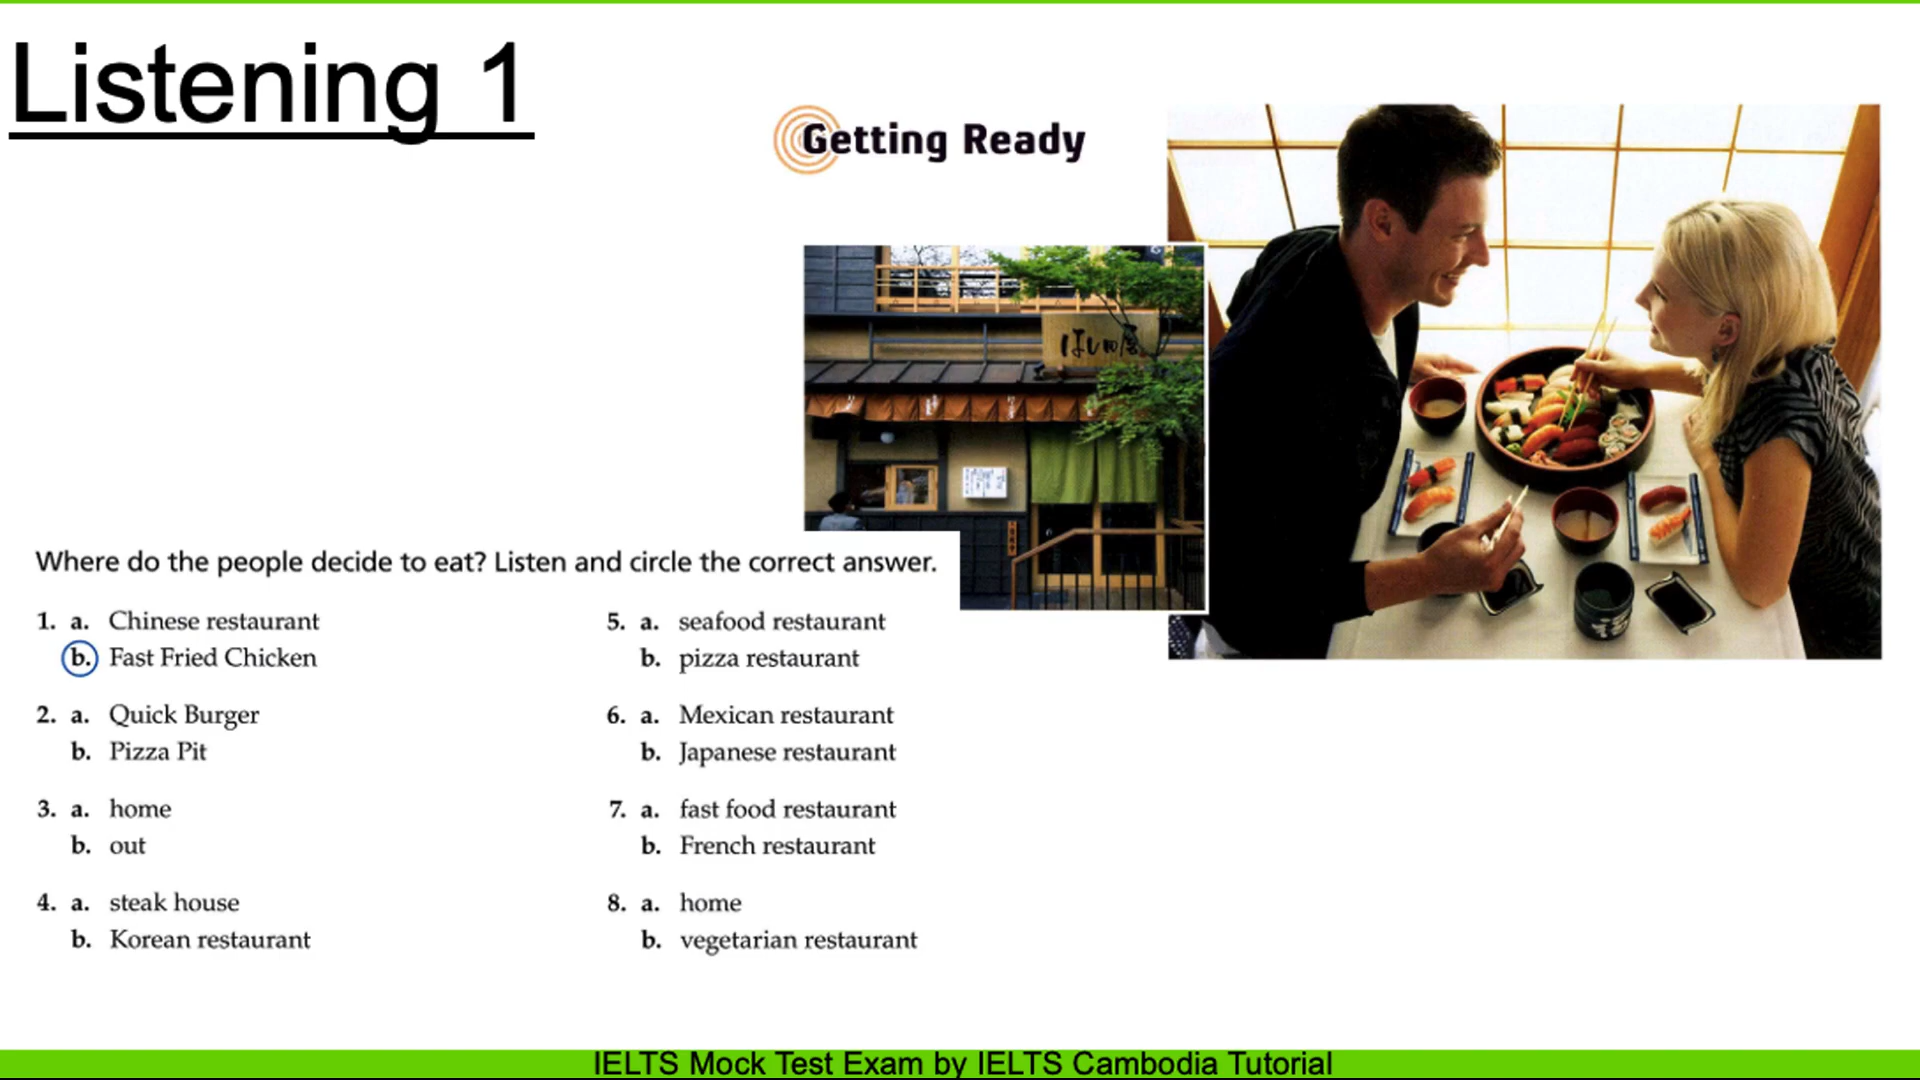 Listening 1
Getting Ready
Where do the people decide to eat? Listen and circle the correct answer.
1. a. Chinese restaurant
b. Fast Fried Chicken
2. a. Quick Burger
b. Pizza Pit
3. a. home
b. out
4. a. steak house
b. Korean restaurant
5. a. seafood restaurant
b. pizza restaurant
6. a. Mexican restaurant
b. Japanese restaurant
7. a. fast food restaurant
b. French restaurant
8. a. home
b. vegetarian restaurant
IELTS Mock Test Exam by IELTS Cambodia Tutorial